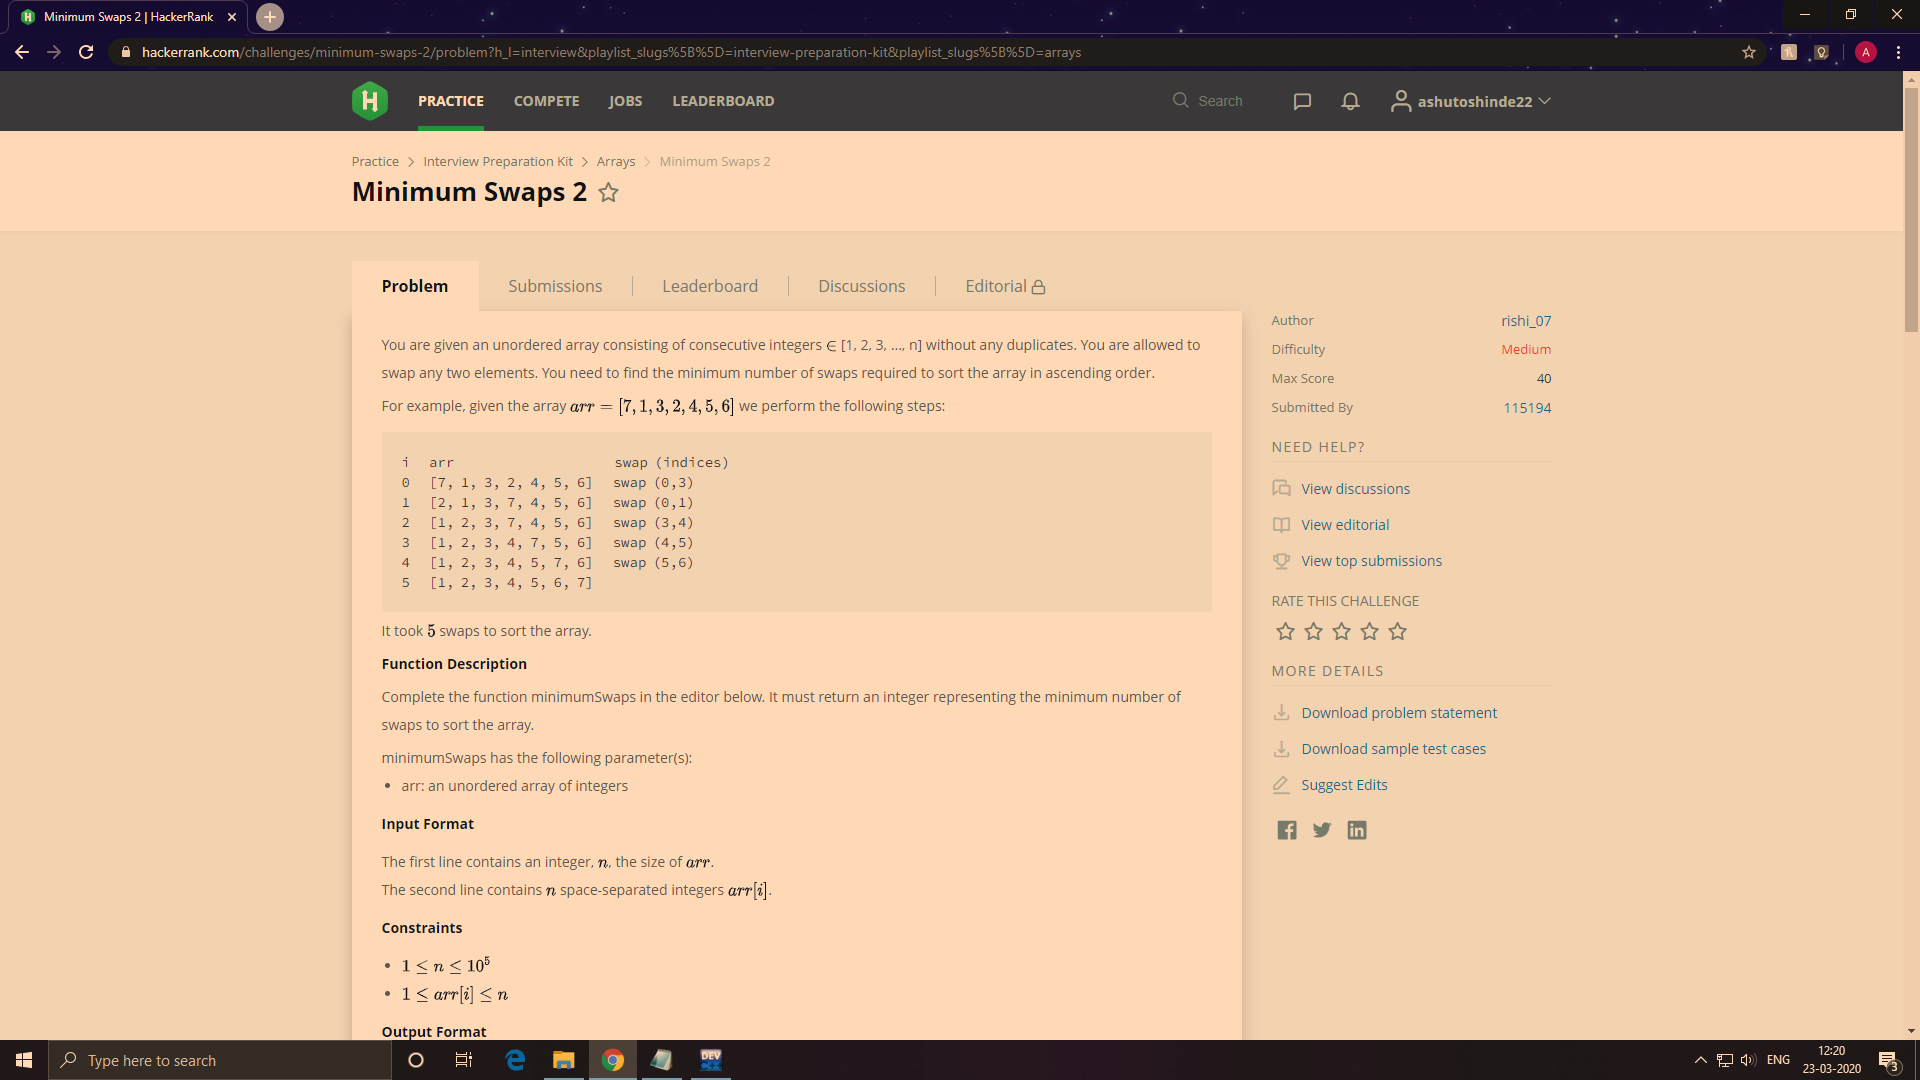 Minimum Swaps 2 | HackerRank
hackerrank.com/challenges/minimum-swaps-2/problem?h_l=interview&playlist_slugs%5B%5D=interview-preparation-kit&playlist_slugs%5B%5D=arrays
A
H PRACTICE COMPETE JOBS LEADERBOARD Search ashutoshinde22
Practice > Interview Preparation Kit > Arrays > Minimum Swaps 2
Minimum Swaps 2
Problem Submissions Leaderboard Discussions Editorial
You are given an unordered array consisting of consecutive integers ∈ [1, 2, 3, ..., n] without any duplicates. You are allowed to
swap any two elements. You need to find the minimum number of swaps required to sort the array in ascending order.
For example, given the array arr = [7, 1, 3, 2, 4, 5, 6] we perform the following steps:
i arr swap (indices)
0 [7, 1, 3, 2, 4, 5, 6] swap (0,3)
1 [2, 1, 3, 7, 4, 5, 6] swap (0,1)
2 [1, 2, 3, 7, 4, 5, 6] swap (3,4)
3 [1, 2, 3, 4, 7, 5, 6] swap (4,5)
4 [1, 2, 3, 4, 5, 7, 6] swap (5,6)
5 [1, 2, 3, 4, 5, 6, 7]
It took 5 swaps to sort the array.
Function Description
Complete the function minimumSwaps in the editor below. It must return an integer representing the minimum number of
swaps to sort the array.
minimumSwaps has the following parameter(s):
• arr: an unordered array of integers
Input Format
The first line contains an integer, n, the size of arr.
The second line contains n space-separated integers arr[i].
Constraints
• 1 ≤ n ≤ 10⁵
• 1 ≤ arr[i] ≤ n
Output Format
Author rishi_07
Difficulty Medium
Max Score 40
Submitted By 115194
NEED HELP?
View discussions
View editorial
View top submissions
RATE THIS CHALLENGE
MORE DETAILS
Download problem statement
Download sample test cases
Suggest Edits
Type here to search
DEV
C++
ENG
12:20
23-03-2020
3